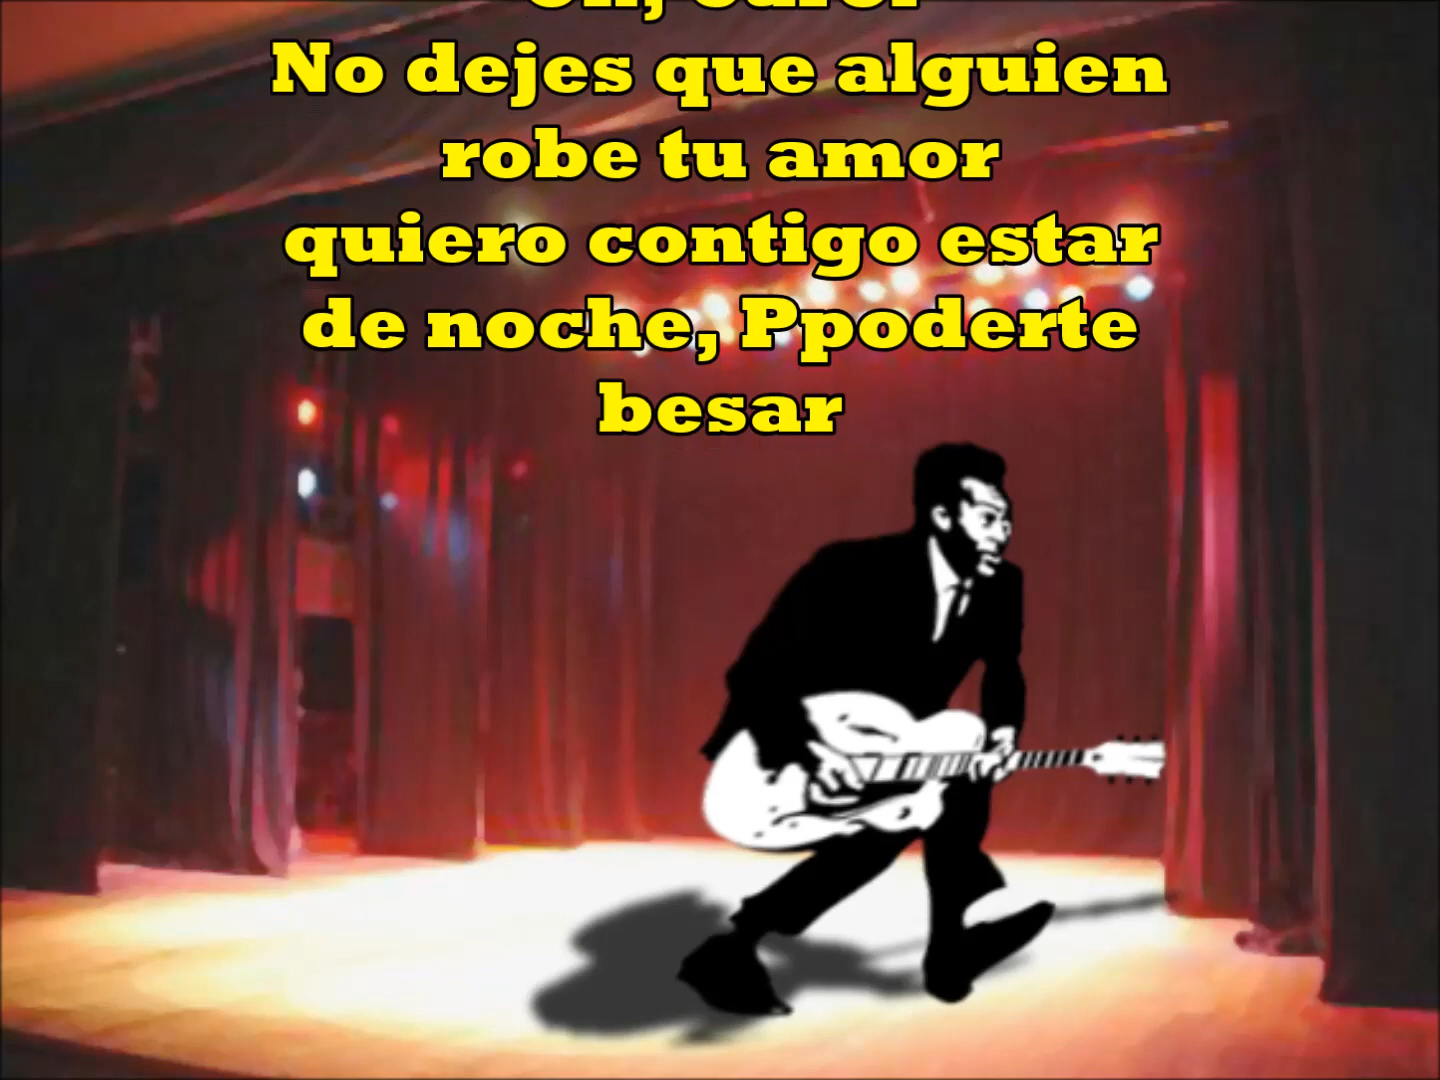 No dejes que alguien
robe tu amor
quiero contigo estar
de noche, Ppoderte
besar